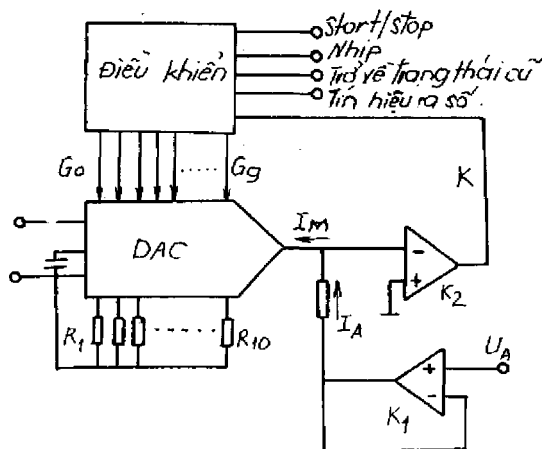 Start/stop
Nhịp
Trở về trạng thái cũ
Tín hiệu ra số.
Điều khiển
G0 ...... G9
K
IM
DAC
K2
IA
R1 ...... R10
UA
K1